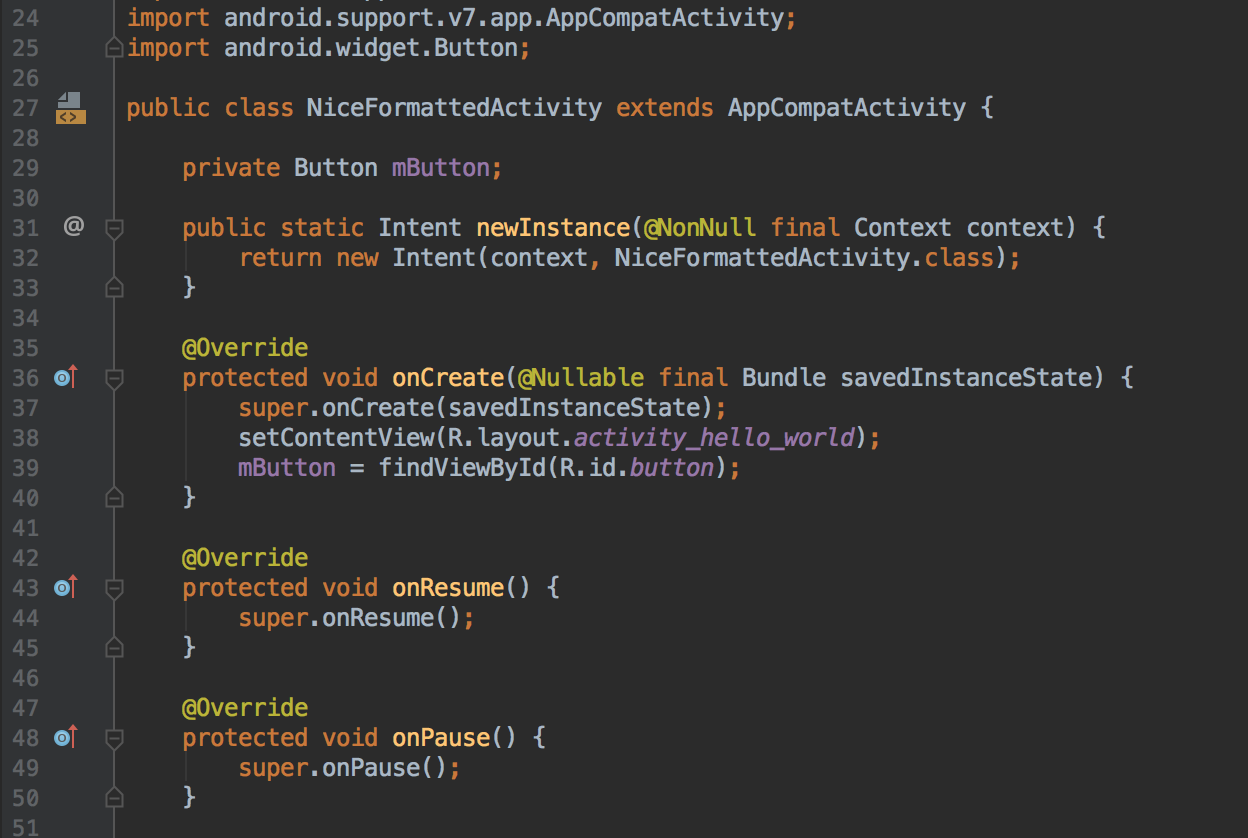 24 import android.support.v7.app.AppCompatActivity;
25 import android.widget.Button;
26
27 public class NiceFormattedActivity extends AppCompatActivity {
28
29     private Button mButton;
30
31 @     public static Intent newInstance(@NonNull final Context context) {
32         return new Intent(context, NiceFormattedActivity.class);
33     }
34
35     @Override
36     protected void onCreate(@Nullable final Bundle savedInstanceState) {
37         super.onCreate(savedInstanceState);
38         setContentView(R.layout.activity_hello_world);
39         mButton = findViewById(R.id.button);
40     }
41
42     @Override
43     protected void onResume() {
44         super.onResume();
45     }
46
47     @Override
48     protected void onPause() {
49         super.onPause();
50     }
51